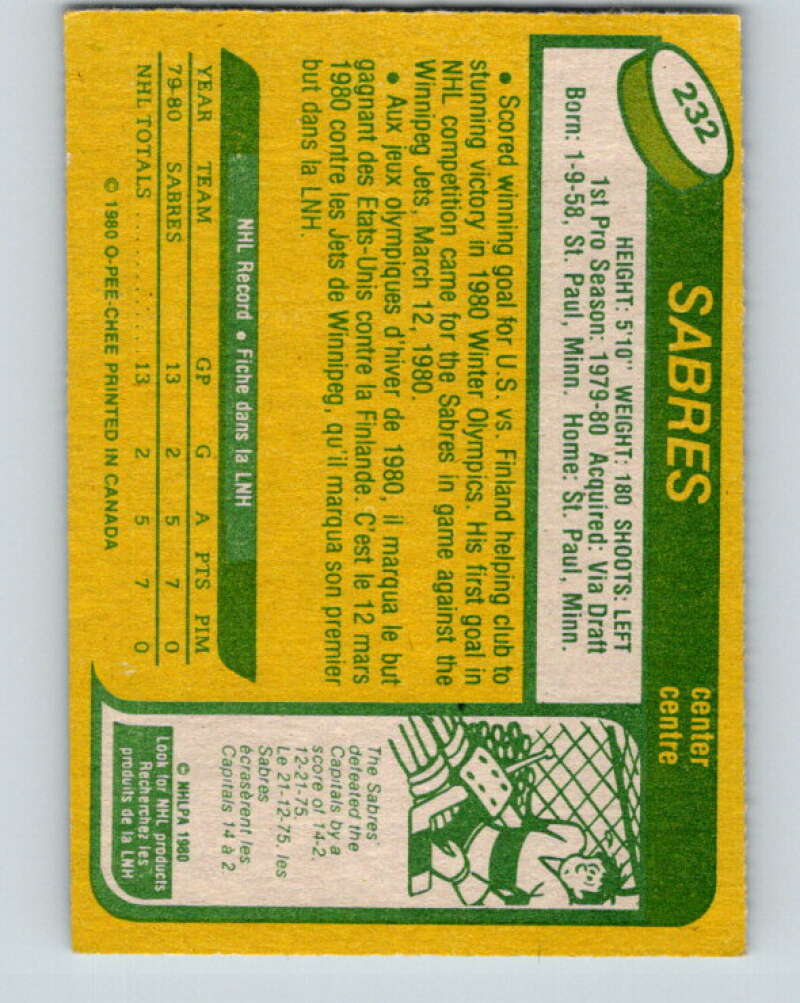 232
SABRES
center
centre
HEIGHT: 5'10" WEIGHT: 180 SHOOTS: LEFT
1st Pro Season: 1979-80 Acquired: Via Draft
Born: 1-9-58, St. Paul, Minn. Home: St. Paul, Minn.
• Scored winning goal for U.S. vs. Finland helping club to
stunning victory in 1980 Winter Olympics. His first goal in
NHL competition came for the Sabres in game against the
Winnipeg Jets, March 12, 1980.
• Aux jeux olympiques d'hiver de 1980, il marqua le but
gagnant des Etats-Unis contre la Finlande. C'est le 12 mars
1980 contre les Jets de Winnipeg, qu'il marqua son premier
but dans la LNH.
NHL Record • Fiche dans la LNH
YEAR TEAM GP G A PTS PIM
79-80 SABRES 13 2 5 7 0
NHL TOTALS .......... 13 2 5 7 0
© 1980 O-PEE-CHEE PRINTED IN CANADA
The Sabres
defeated the
Capitals by a
score of 14-2,
12-21-75.
Le 21-12-75, les
Sabres
écrasèrent les
Capitals 14 à 2
© NHLPA 1980
Look for NHL products
Recherchez les
produits de la LNH